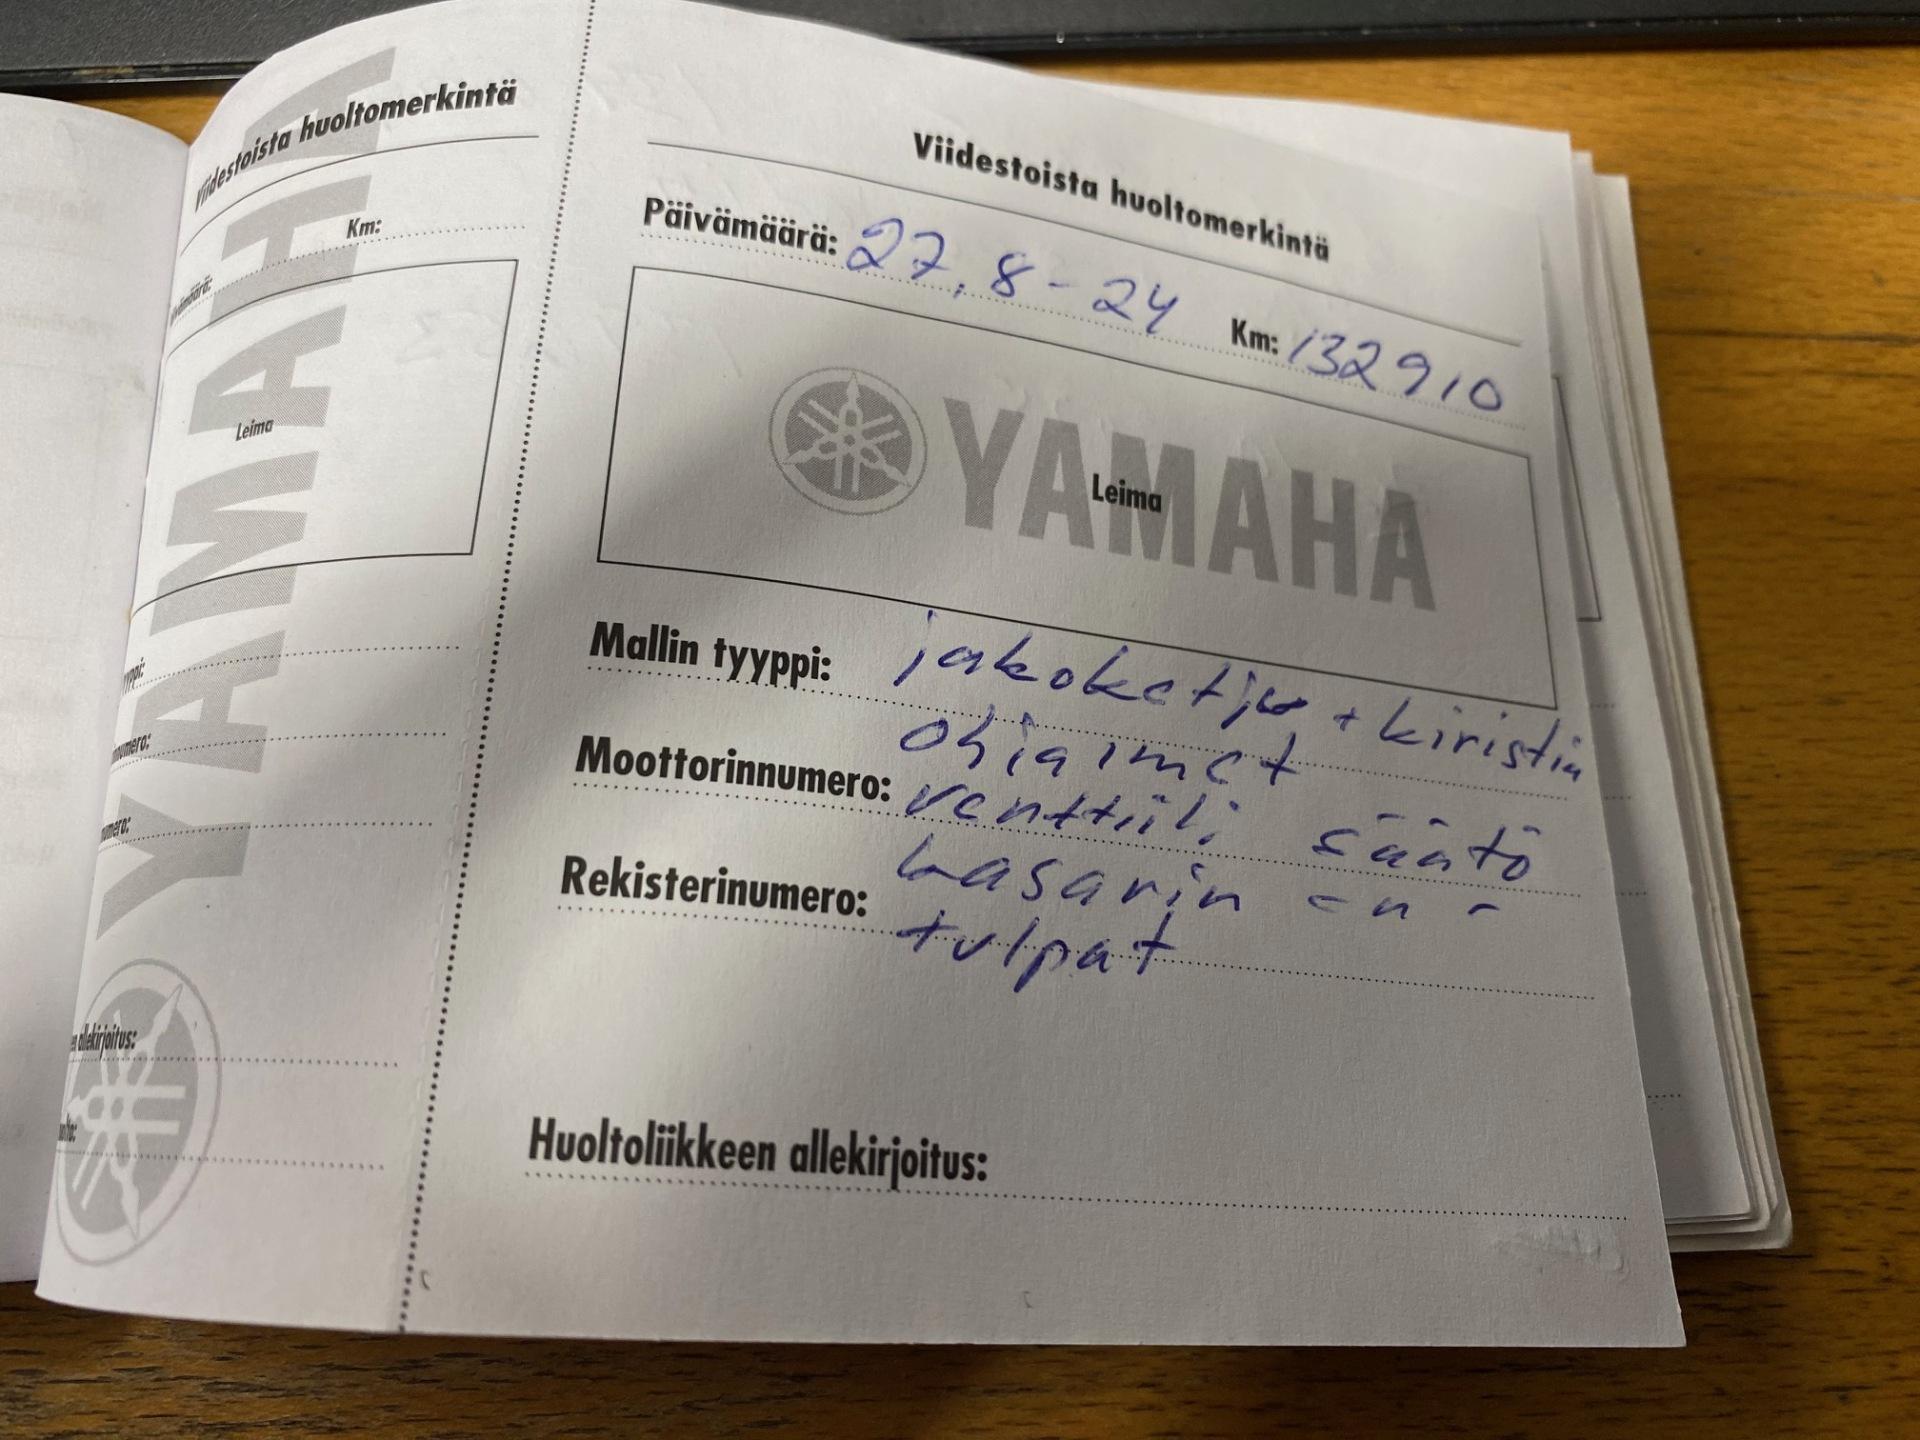 Viidestoista huoltomerkintä
Km:
Leima
YAMAHA
Viidestoista huoltomerkintä
Päivämäärä: 27.8-24 Km: 132910
YAMAHA
Leima
Mallin tyyppi: jakoketju + kiristin
ohjaimet
Moottorinnumero: venttiili säätö
Rekisterinumero: kasarin = n -
tulpat
Huoltoliikkeen allekirjoitus:
allekirjoitus: